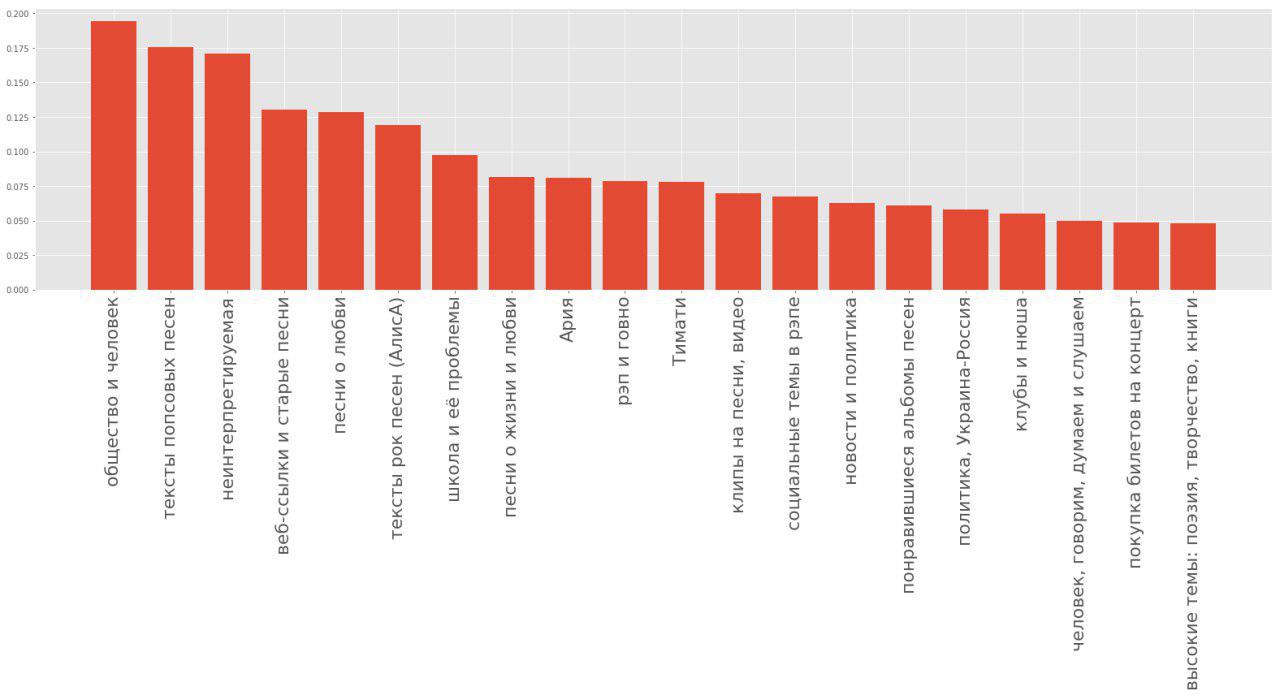 0.200
0.175
0.150
0.125
0.100
0.075
0.050
0.025
0.000
общество и человек
тексты попсовых песен
неинтерпретируемая
веб-ссылки и старые песни
песни о любви
тексты рок песен (АлисА)
школа и её проблемы
песни о жизни и любви
Ария
рэп и говно
Тимати
клипы на песни, видео
социальные темы в рэпе
новости и политика
понравившиеся альбомы песен
политика, Украина-Россия
клубы и нюша
человек, говорим, думаем и слушаем
покупка билетов на концерт
высокие темы: поэзия, творчество, книги